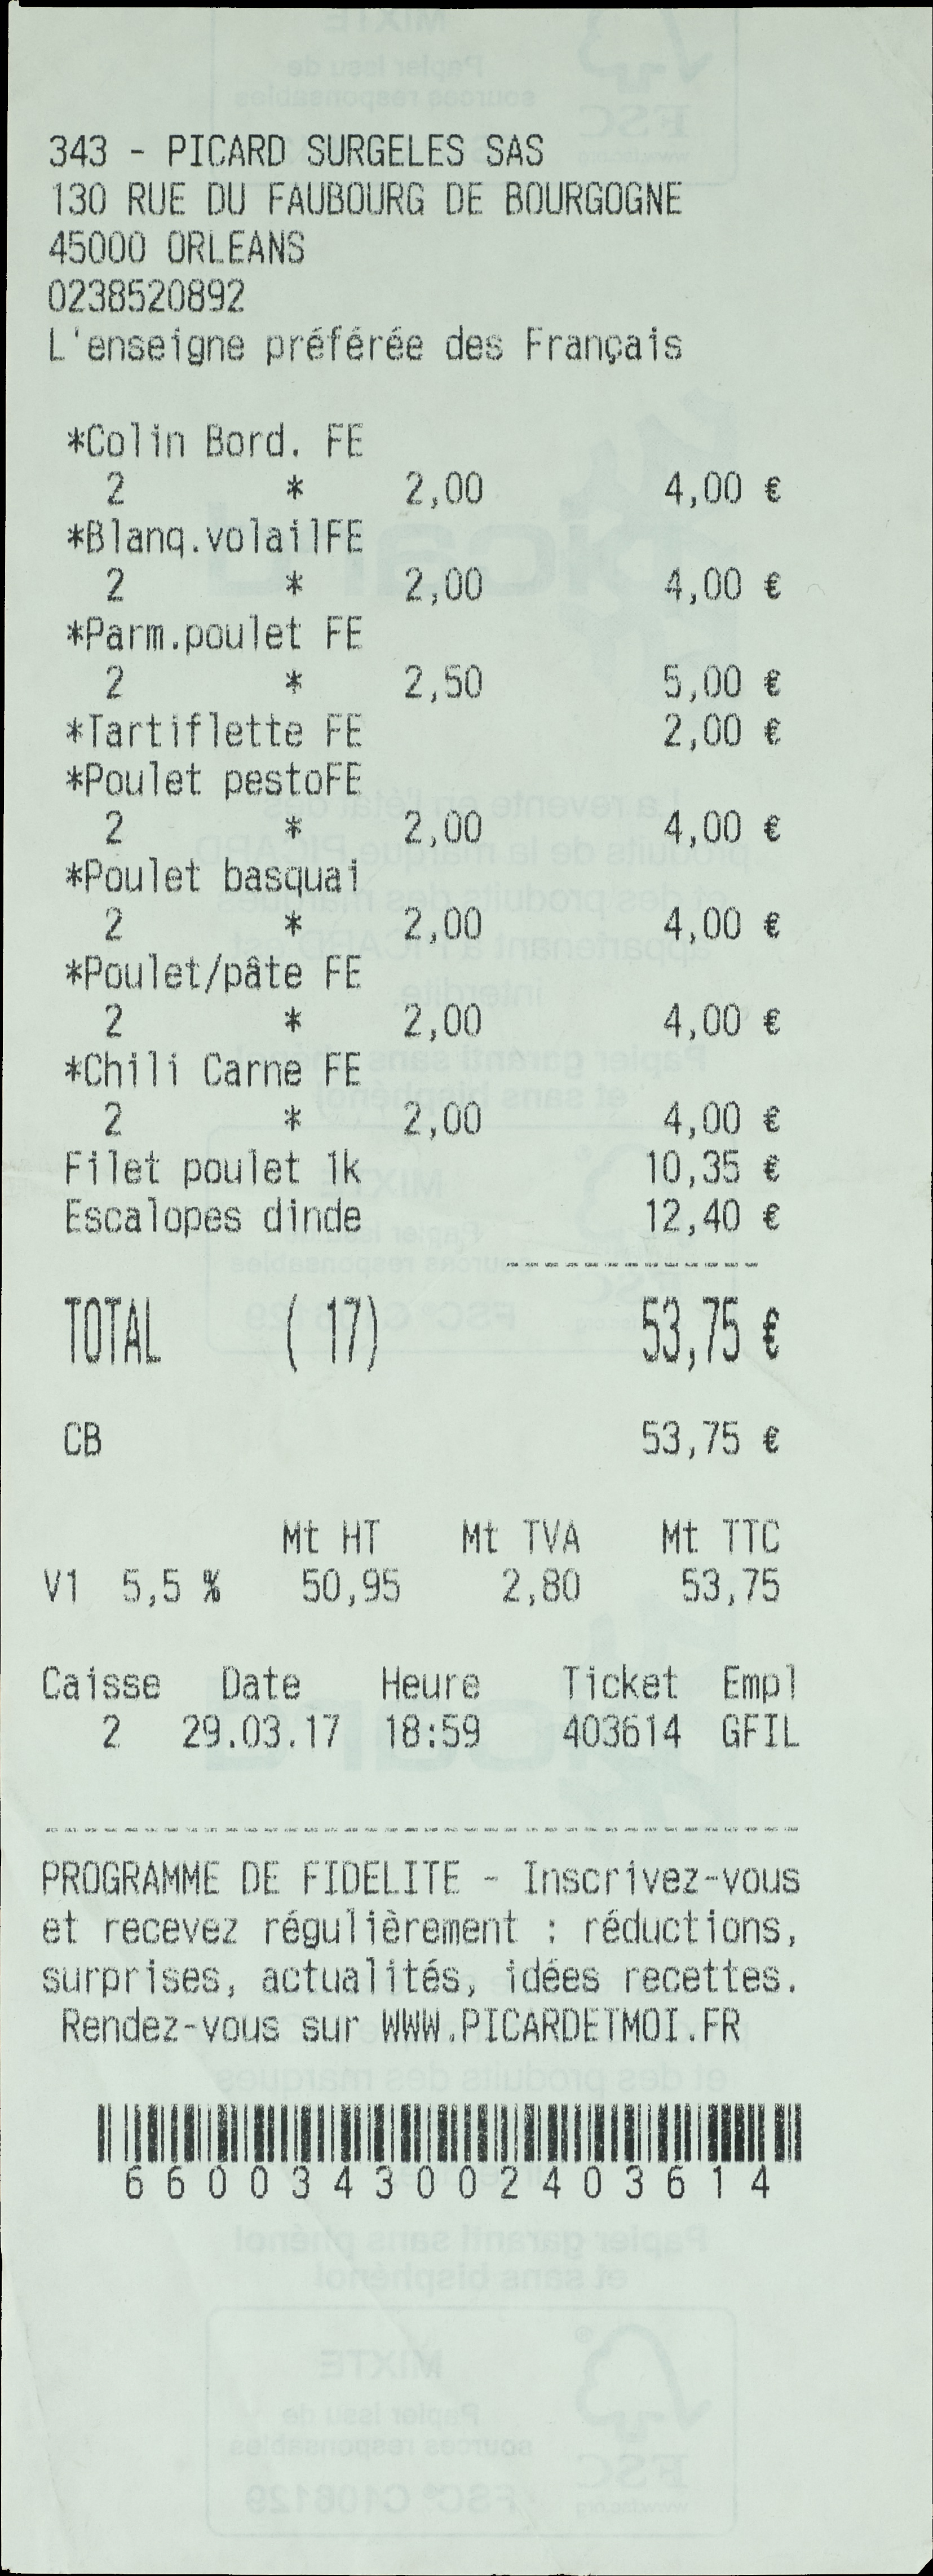 343 - PICARD SURGELES SAS
130 RUE DU FAUBOURG DE BOURGOGNE
45000 ORLEANS
0238520892
L'enseigne préférée des Français
*Colin Bord. FE
2 * 2,00 4,00 €
*Blanq.volailFE
2 * 2,00 4,00 €
*Parm.poulet FE
2 * 2,50 5,00 €
*Tartiflette FE 2,00 €
*Poulet pestoFE
2 * 2,00 4,00 €
*Poulet basquai
2 * 2,00 4,00 €
*Poulet/pâte FE
2 * 2,00 4,00 €
*Chili Carne FE
2 * 2,00 4,00 €
Filet poulet 1k 10,35 €
Escalopes dinde 12,40 €
TOTAL ( 17) 53,75 €
CB 53,75 €
Mt HT Mt TVA Mt TTC
V1 5,5 % 50,95 2,80 53,75
Caisse Date Heure Ticket Empl
2 29.03.17 18:59 403614 GFIL
PROGRAMME DE FIDELITE - Inscrivez-vous
et recevez régulièrement : réductions,
surprises, actualités, idées recettes.
Rendez-vous sur WWW.PICARDETMOI.FR
6600343002403614